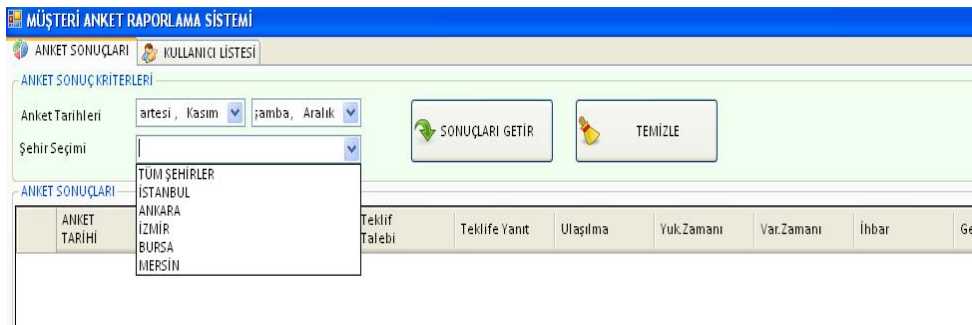 MÜŞTERİ ANKET RAPORLAMA SİSTEMİ
ANKET SONUÇLARI KULLANICI LİSTESİ
ANKET SONUÇ KRİTERLERİ
Anket Tarihleri artesi , Kasım şamba, Aralık
SONUÇLARI GETİR TEMİZLE
Şehir Seçimi
TÜM ŞEHİRLER
İSTANBUL
ANKARA
İZMİR
BURSA
MERSİN
ANKET SONUÇLARI
ANKET TARİHİ
Teklif Talebi
Teklife Yanıt Ulaşılma Yuk.Zamanı Var.Zamanı İhbar Ge